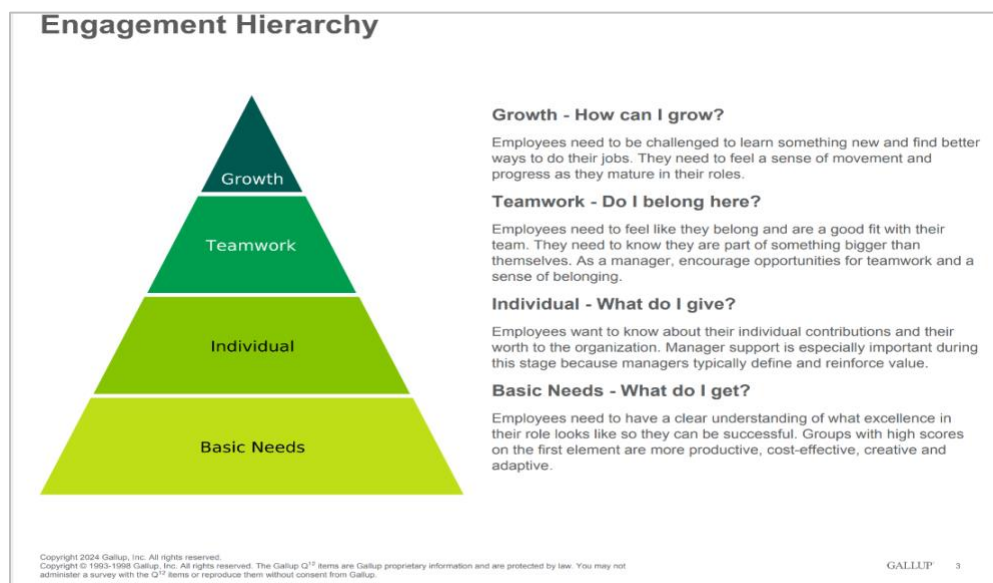 Engagement Hierarchy
Growth
Teamwork
Individual
Basic Needs
Growth - How can I grow?
Employees need to be challenged to learn something new and find better
ways to do their jobs. They need to feel a sense of movement and
progress as they mature in their roles.
Teamwork - Do I belong here?
Employees need to feel like they belong and are a good fit with their
team. They need to know they are part of something bigger than
themselves. As a manager, encourage opportunities for teamwork and a
sense of belonging.
Individual - What do I give?
Employees want to know about their individual contributions and their
worth to the organization. Manager support is especially important during
this stage because managers typically define and reinforce value.
Basic Needs - What do I get?
Employees need to have a clear understanding of what excellence in
their role looks like so they can be successful. Groups with high scores
on the first element are more productive, cost-effective, creative and
adaptive.
Copyright 2024 Gallup, Inc. All rights reserved.
Copyright © 1993-1998 Gallup, Inc. All rights reserved. The Gallup Q¹² items are Gallup proprietary information and are protected by law. You may not
administer a survey with the Q¹² items or reproduce them without consent from Gallup.
GALLUP 3